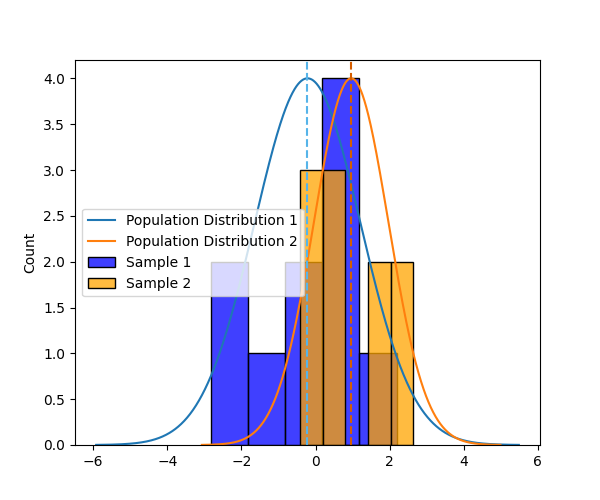 4.0
3.5
3.0
2.5
2.0
1.5
1.0
0.5
0.0
Count
Population Distribution 1
Population Distribution 2
Sample 1
Sample 2
−6 −4 −2 0 2 4 6